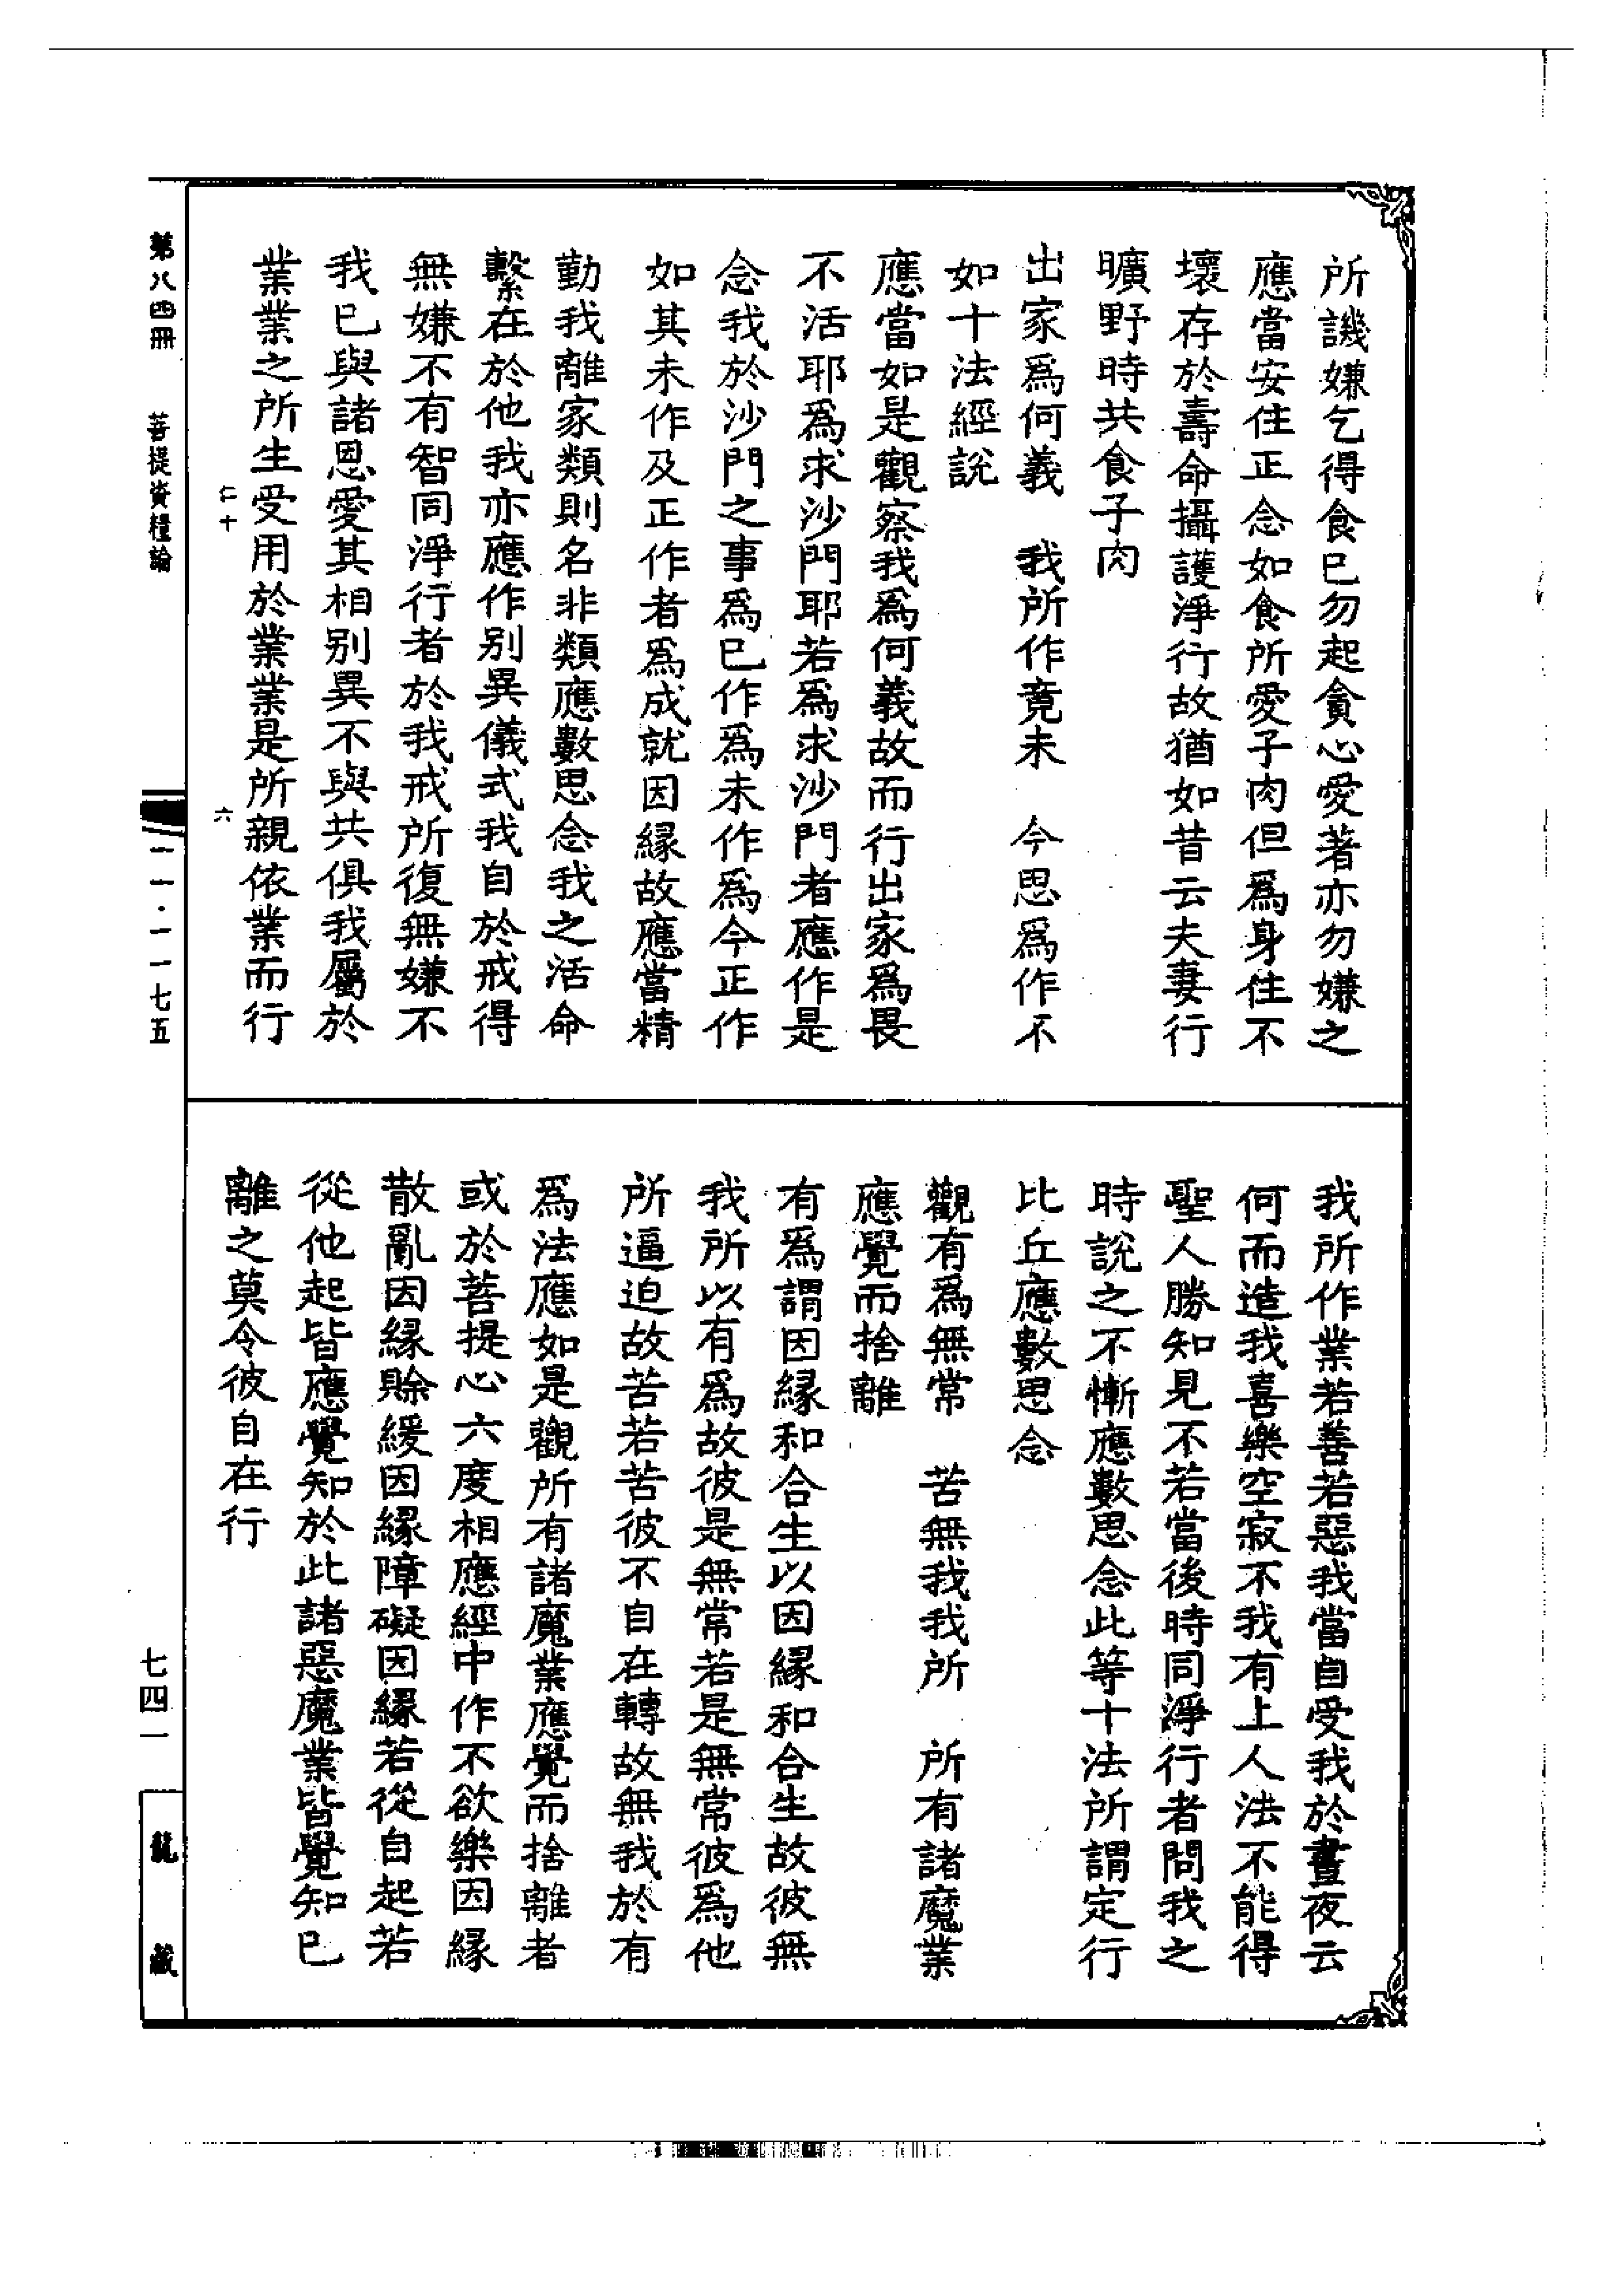 所譏嫌乞得食已勿起貪心愛著亦勿嫌之
應當安住正念如食所愛子肉但爲身住不
壞存於壽命攝護淨行故猶如昔云夫妻行
曠野時共食子肉
出家爲何義　我所作竟未　今思爲作不
如十法經說
應當如是觀察我爲何義故而行出家爲畏
不活耶爲求沙門耶若爲求沙門者應作是
念我於沙門之事爲已作爲未作爲今正作
如其未作及正作者爲成就因緣故應當精
勤我離家類則名非類應數思念我之活命
繫在於他我亦應作别異儀式我自於戒得
無嫌不有智同淨行者於我戒所復無嫌不
我已與諸恩愛其相别異不與共俱我屬於
業業之所生受用於業業是所親依業而行
我所作業若善若惡我當自受我於晝夜云
何而造我喜樂空寂不我有上人法不能得
聖人勝知見不若當後時同淨行者問我之
時說之不慚應數思念此等十法所謂定行
比丘應數思念
觀有爲無常　苦無我我所　所有諸魔業
應覺而捨離
有爲謂因緣和合生以因緣和合生故彼無
我所以有爲故彼是無常若是無常彼爲他
所逼迫故苦若苦彼不自在轉故無我於有
爲法應如是觀所有諸魔業應覺而捨離者
或於菩提心六度相應經中作不欲樂因緣
散亂因緣賒緩因緣障礙因緣若從自起若
從他起皆應覺知於此諸惡魔業皆覺知已
離之莫令彼自在行
第八四冊　菩提資糧論
仁十
六
一一·一一七五
七四一
龍藏